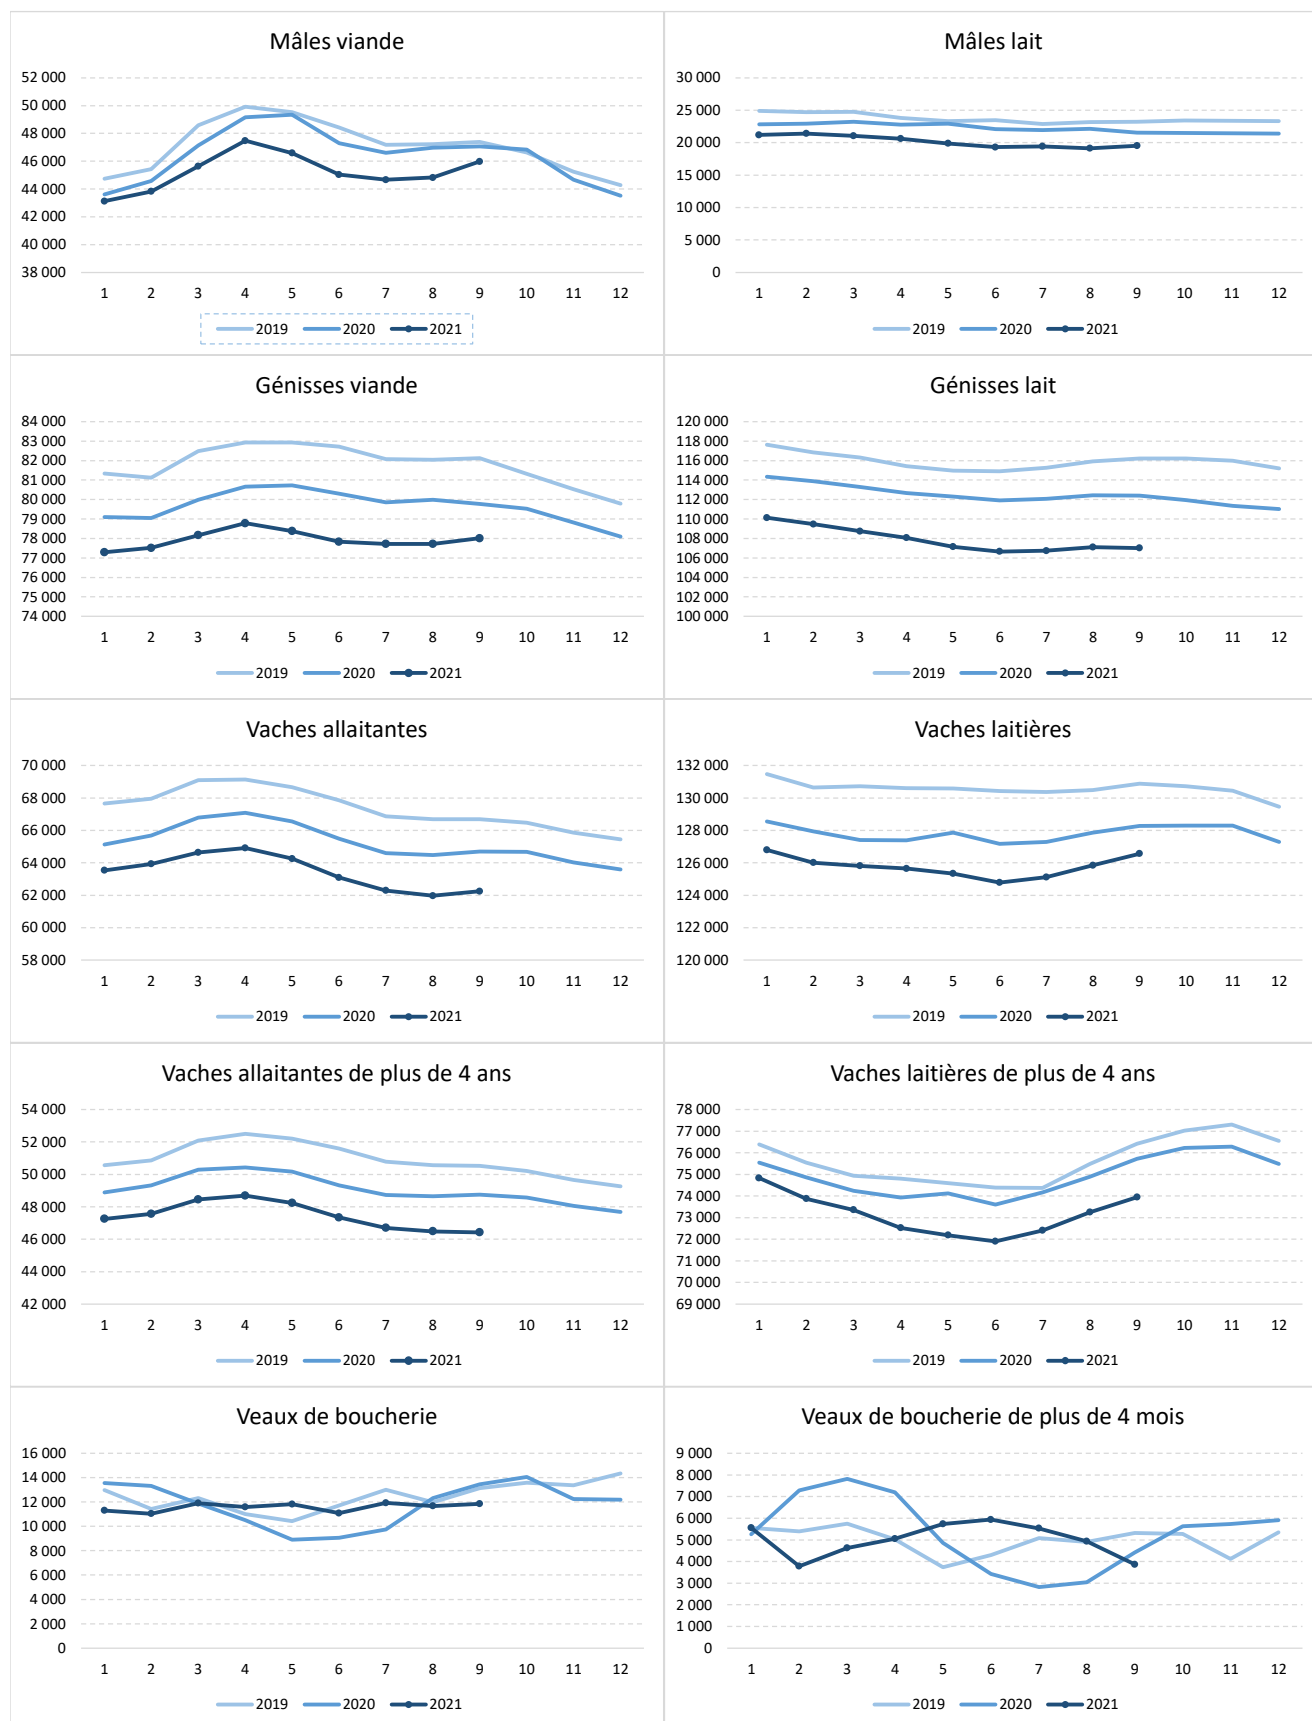 Mâles viande
52 000
50 000
48 000
46 000
44 000
42 000
40 000
38 000
1 2 3 4 5 6 7 8 9 10 11 12
2019 2020 2021
Mâles lait
30 000
25 000
20 000
15 000
10 000
5 000
0
1 2 3 4 5 6 7 8 9 10 11 12
2019 2020 2021
Génisses viande
84 000
83 000
82 000
81 000
80 000
79 000
78 000
77 000
76 000
75 000
74 000
1 2 3 4 5 6 7 8 9 10 11 12
2019 2020 2021
Génisses lait
120 000
118 000
116 000
114 000
112 000
110 000
108 000
106 000
104 000
102 000
100 000
1 2 3 4 5 6 7 8 9 10 11 12
2019 2020 2021
Vaches allaitantes
70 000
68 000
66 000
64 000
62 000
60 000
58 000
1 2 3 4 5 6 7 8 9 10 11 12
2019 2020 2021
Vaches laitières
132 000
130 000
128 000
126 000
124 000
122 000
120 000
1 2 3 4 5 6 7 8 9 10 11 12
2019 2020 2021
Vaches allaitantes de plus de 4 ans
54 000
52 000
50 000
48 000
46 000
44 000
42 000
1 2 3 4 5 6 7 8 9 10 11 12
2019 2020 2021
Vaches laitières de plus de 4 ans
78 000
77 000
76 000
75 000
74 000
73 000
72 000
71 000
70 000
69 000
1 2 3 4 5 6 7 8 9 10 11 12
2019 2020 2021
Veaux de boucherie
16 000
14 000
12 000
10 000
8 000
6 000
4 000
2 000
0
1 2 3 4 5 6 7 8 9 10 11 12
2019 2020 2021
Veaux de boucherie de plus de 4 mois
9 000
8 000
7 000
6 000
5 000
4 000
3 000
2 000
1 000
0
1 2 3 4 5 6 7 8 9 10 11 12
2019 2020 2021